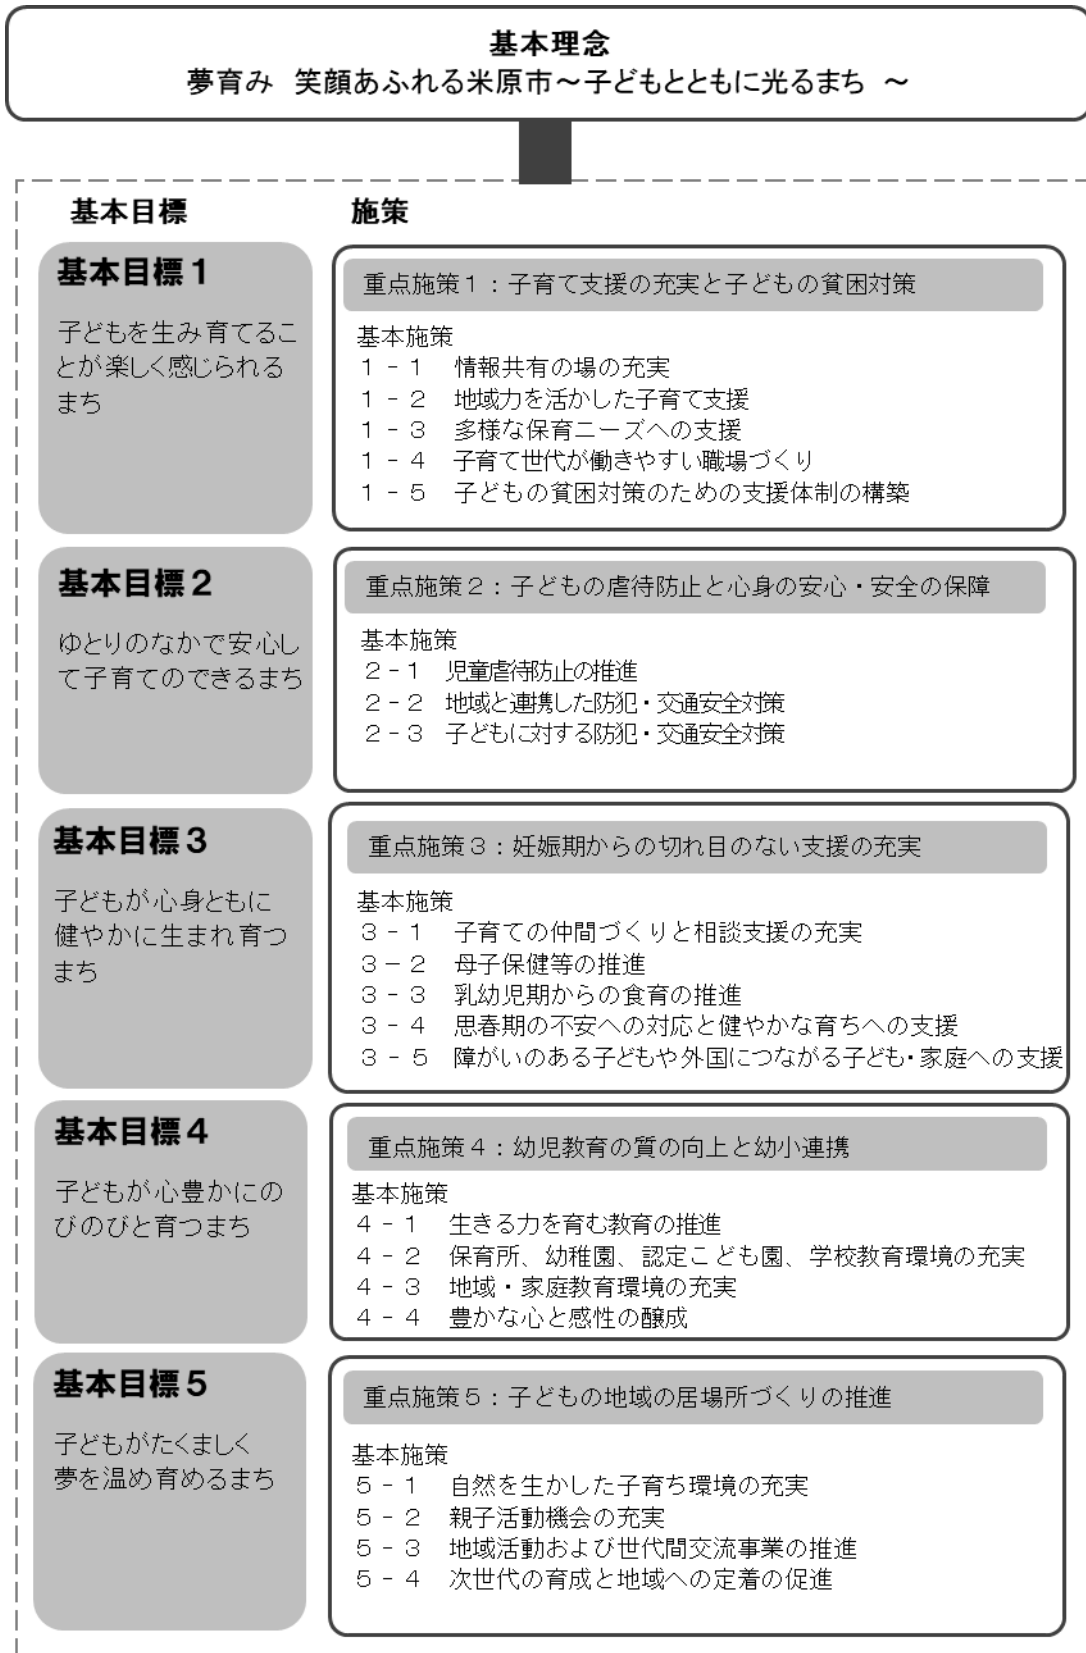 基本理念
夢育み　笑顔あふれる米原市～子どもとともに光るまち　～
基本目標
施策
基本目標１
子どもを生み育てるこ
とが楽しく感じられる
まち
重点施策１：子育て支援の充実と子どもの貧困対策
基本施策
１－１　情報共有の場の充実
１－２　地域力を活かした子育て支援
１－３　多様な保育ニーズへの支援
１－４　子育て世代が働きやすい職場づくり
１－５　子どもの貧困対策のための支援体制の構築
基本目標２
ゆとりのなかで安心し
て子育てのできるまち
重点施策２：子どもの虐待防止と心身の安心・安全の保障
基本施策
２－１　児童虐待防止の推進
２－２　地域と連携した防犯・交通安全対策
２－３　子どもに対する防犯・交通安全対策
基本目標３
子どもが心身ともに
健やかに生まれ育つ
まち
重点施策３：妊娠期からの切れ目のない支援の充実
基本施策
３－１　子育ての仲間づくりと相談支援の充実
３－２　母子保健等の推進
３－３　乳幼児期からの食育の推進
３－４　思春期の不安への対応と健やかな育ちへの支援
３－５　障がいのある子どもや外国につながる子ども・家庭への支援
基本目標４
子どもが心豊かにの
びのびと育つまち
重点施策４：幼児教育の質の向上と幼小連携
基本施策
４－１　生きる力を育む教育の推進
４－２　保育所、幼稚園、認定こども園、学校教育環境の充実
４－３　地域・家庭教育環境の充実
４－４　豊かな心と感性の醸成
基本目標５
子どもがたくましく
夢を温め育めるまち
重点施策５：子どもの地域の居場所づくりの推進
基本施策
５－１　自然を生かした子育ち環境の充実
５－２　親子活動機会の充実
５－３　地域活動および世代間交流事業の推進
５－４　次世代の育成と地域への定着の促進